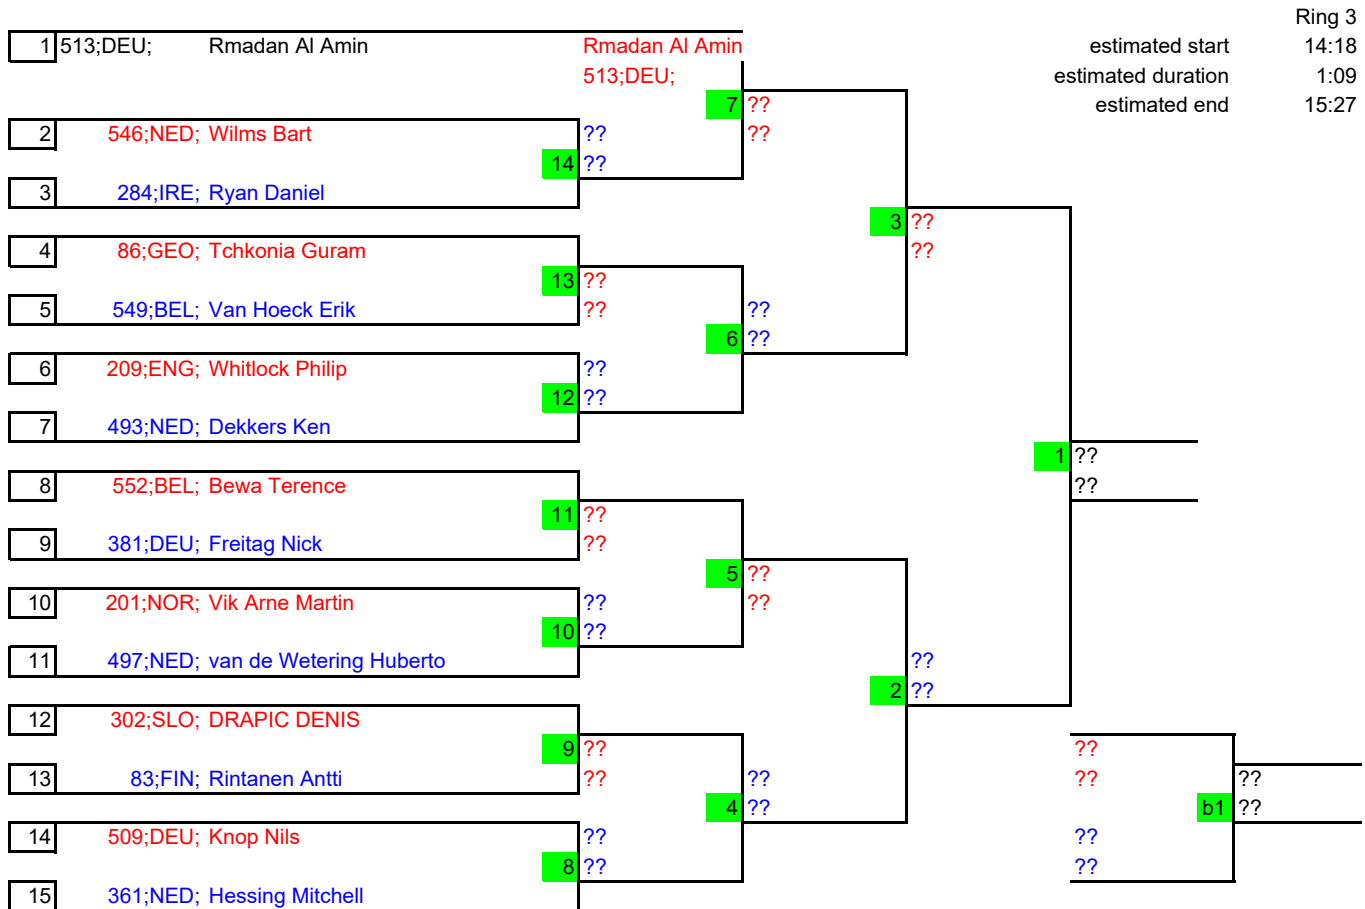 Ring 3
1 513;DEU; Rmadan Al Amin Rmadan Al Amin estimated start 14:18
513;DEU; estimated duration 1:09
7 ?? estimated end 15:27
2 546;NED; Wilms Bart ?? ??
14 ??
3 284;IRE; Ryan Daniel
3 ??
4 86;GEO; Tchkonia Guram ??
13 ??
5 549;BEL; Van Hoeck Erik ?? ??
6 ??
6 209;ENG; Whitlock Philip ??
12 ??
7 493;NED; Dekkers Ken
1 ??
8 552;BEL; Bewa Terence ??
11 ??
9 381;DEU; Freitag Nick ??
5 ??
10 201;NOR; Vik Arne Martin ?? ??
10 ??
11 497;NED; van de Wetering Huberto ??
2 ??
12 302;SLO; DRAPIC DENIS
9 ?? ??
13 83;FIN; Rintanen Antti ?? ?? ?? ??
4 ?? b1 ??
14 509;DEU; Knop Nils ?? ??
8 ?? ??
15 361;NED; Hessing Mitchell